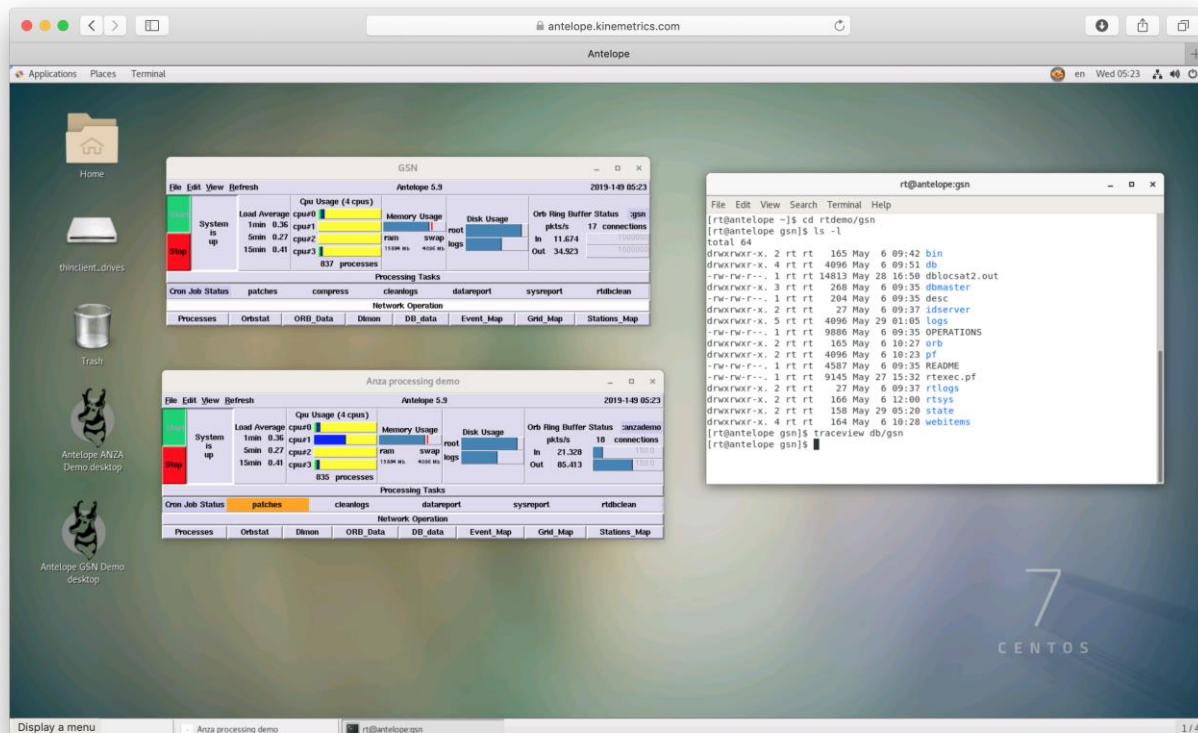 antelope.kinemetrics.com
Antelope
Applications Places Terminal
en Wed 05:23
Home
thinclient_drives
Trash
Antelope ANZA
Demo.desktop
Antelope GSN Demo.
desktop
GSN
File Edit View Refresh Antelope 5.9 2019-149 05:23
Start
Stop
System
is
up
Load Average
1min 0.36
5min 0.27
15min 0.41
Cpu Usage (4 cpus)
cpu#0
cpu#1
cpu#2
cpu#3
837 processes
Memory Usage
ram swap
Disk Usage
root
logs
Orb Ring Buffer Status :gsn
pkts/s 17 connections
In 11.674
Out 34.923
Processing Tasks
Cron Job Status patches compress cleanlogs datareport sysreport rtdbclean
Network Operation
Processes Orbstat ORB_Data Dlmon DB_data Event_Map Grid_Map Stations_Map
Anza processing demo
File Edit View Refresh Antelope 5.9 2019-149 05:23
Start
Stop
System
is
up
Load Average
1min 0.36
5min 0.27
15min 0.41
Cpu Usage (4 cpus)
cpu#0
cpu#1
cpu#2
cpu#3
835 processes
Memory Usage
ram swap
Disk Usage
root
logs
Orb Ring Buffer Status :anzademo
pkts/s 18 connections
In 21.328
Out 85.413
Processing Tasks
Cron Job Status patches cleanlogs datareport sysreport rtdbclean
Network Operation
Processes Orbstat Dlmon ORB_Data DB_data Event_Map Grid_Map Stations_Map
rt@antelope:gsn
File Edit View Search Terminal Help
[rt@antelope ~]$ cd rtdemo/gsn
[rt@antelope gsn]$ ls -l
total 64
drwxrwxr-x. 2 rt rt 165 May 6 09:42 bin
drwxrwxr-x. 4 rt rt 4096 May 6 09:51 db
-rw-rw-r--. 1 rt rt 14813 May 28 16:50 dblocsat2.out
drwxrwxr-x. 3 rt rt 268 May 6 09:35 dbmaster
-rw-rw-r--. 1 rt rt 204 May 6 09:35 desc
drwxrwxr-x. 2 rt rt 27 May 6 09:37 idserver
drwxrwxr-x. 5 rt rt 4096 May 29 01:05 logs
-rw-rw-r--. 1 rt rt 9886 May 6 09:35 OPERATIONS
drwxrwxr-x. 2 rt rt 165 May 6 10:27 orb
drwxrwxr-x. 2 rt rt 4096 May 6 10:23 pf
-rw-rw-r--. 1 rt rt 4587 May 6 09:35 README
-rw-rw-r--. 1 rt rt 9145 May 27 15:32 rtexec.pf
drwxrwxr-x. 2 rt rt 27 May 6 09:37 rtlogs
drwxrwxr-x. 2 rt rt 166 May 6 12:00 rtsys
drwxrwxr-x. 2 rt rt 158 May 29 05:20 state
drwxrwxr-x. 4 rt rt 164 May 6 10:28 webitems
[rt@antelope gsn]$ traceview db/gsn
[rt@antelope gsn]$
7
CENTOS
Display a menu
Anza processing demo
rt@antelope:gsn
1/4